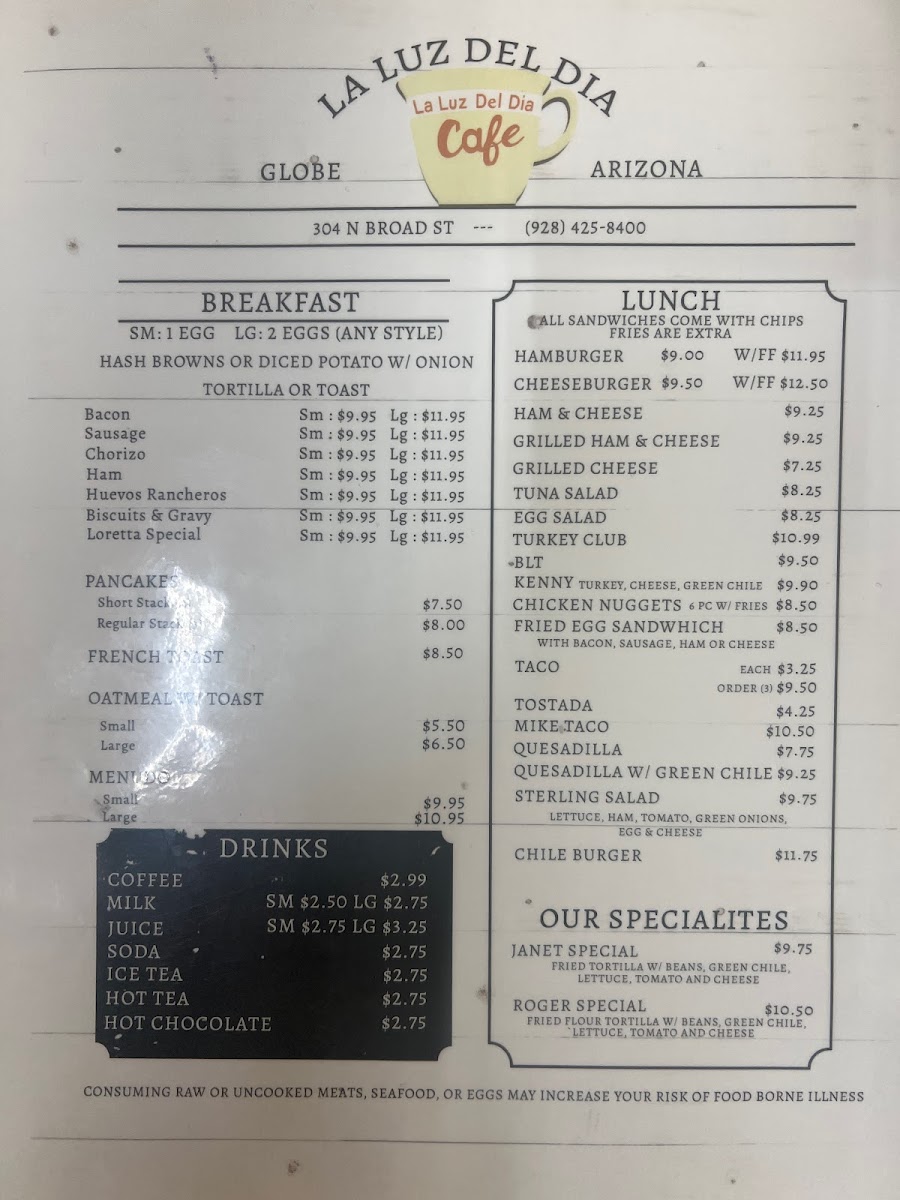 LA LUZ DEL DIA
La Luz Del Dia
Cafe
GLOBE ARIZONA
304 N BROAD ST --- (928) 425-8400
BREAKFAST
SM: 1 EGG LG: 2 EGGS (ANY STYLE)
HASH BROWNS OR DICED POTATO W/ ONION
TORTILLA OR TOAST
Bacon Sm : $9.95 Lg : $11.95
Sausage Sm : $9.95 Lg : $11.95
Chorizo Sm : $9.95 Lg : $11.95
Ham Sm : $9.95 Lg : $11.95
Huevos Rancheros Sm : $9.95 Lg : $11.95
Biscuits & Gravy Sm : $9.95 Lg : $11.95
Loretta Special Sm : $9.95 Lg : $11.95
PANCAKES
Short Stack $7.50
Regular Stack $8.00
FRENCH TOAST $8.50
OATMEAL W/ TOAST
Small $5.50
Large $6.50
MENUDO
Small $9.95
Large $10.95
DRINKS
COFFEE $2.99
MILK SM $2.50 LG $2.75
JUICE SM $2.75 LG $3.25
SODA $2.75
ICE TEA $2.75
HOT TEA $2.75
HOT CHOCOLATE $2.75
LUNCH
ALL SANDWICHES COME WITH CHIPS
FRIES ARE EXTRA
HAMBURGER $9.00 W/FF $11.95
CHEESEBURGER $9.50 W/FF $12.50
HAM & CHEESE $9.25
GRILLED HAM & CHEESE $9.25
GRILLED CHEESE $7.25
TUNA SALAD $8.25
EGG SALAD $8.25
TURKEY CLUB $10.99
BLT $9.50
KENNY TURKEY, CHEESE, GREEN CHILE $9.90
CHICKEN NUGGETS 6 PC W/ FRIES $8.50
FRIED EGG SANDWHICH $8.50
WITH BACON, SAUSAGE, HAM OR CHEESE
TACO EACH $3.25
ORDER (3) $9.50
TOSTADA $4.25
MIKE TACO $10.50
QUESADILLA $7.75
QUESADILLA W/ GREEN CHILE $9.25
STERLING SALAD $9.75
LETTUCE, HAM, TOMATO, GREEN ONIONS,
EGG & CHEESE
CHILE BURGER $11.75
OUR SPECIALITES
JANET SPECIAL $9.75
FRIED TORTILLA W/ BEANS, GREEN CHILE,
LETTUCE, TOMATO AND CHEESE
ROGER SPECIAL $10.50
FRIED FLOUR TORTILLA W/ BEANS, GREEN CHILE,
LETTUCE, TOMATO AND CHEESE
CONSUMING RAW OR UNCOOKED MEATS, SEAFOOD, OR EGGS MAY INCREASE YOUR RISK OF FOOD BORNE ILLNESS